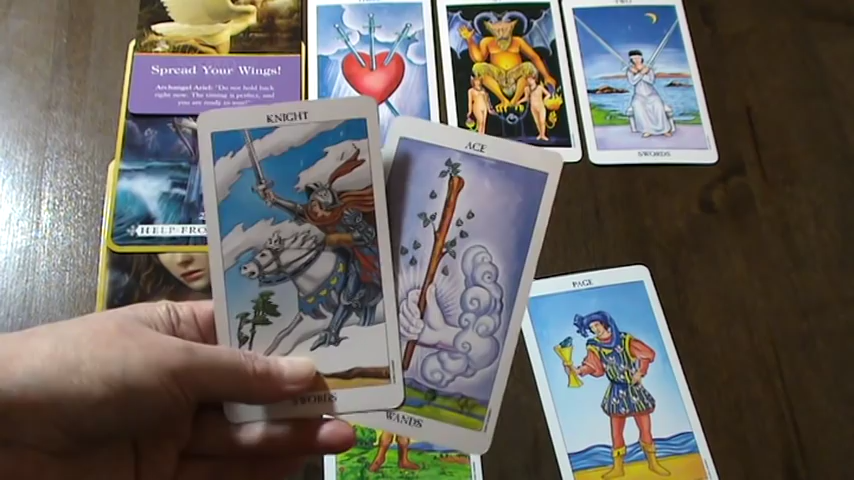 Spread Your Wings!
Archangel Ariel: "Do not hold back
right now. The timing is perfect, and
you are ready to soar!"
TWO
SWORDS
KNIGHT
SWORDS
ACE
WANDS
HELP FRO
PAGE